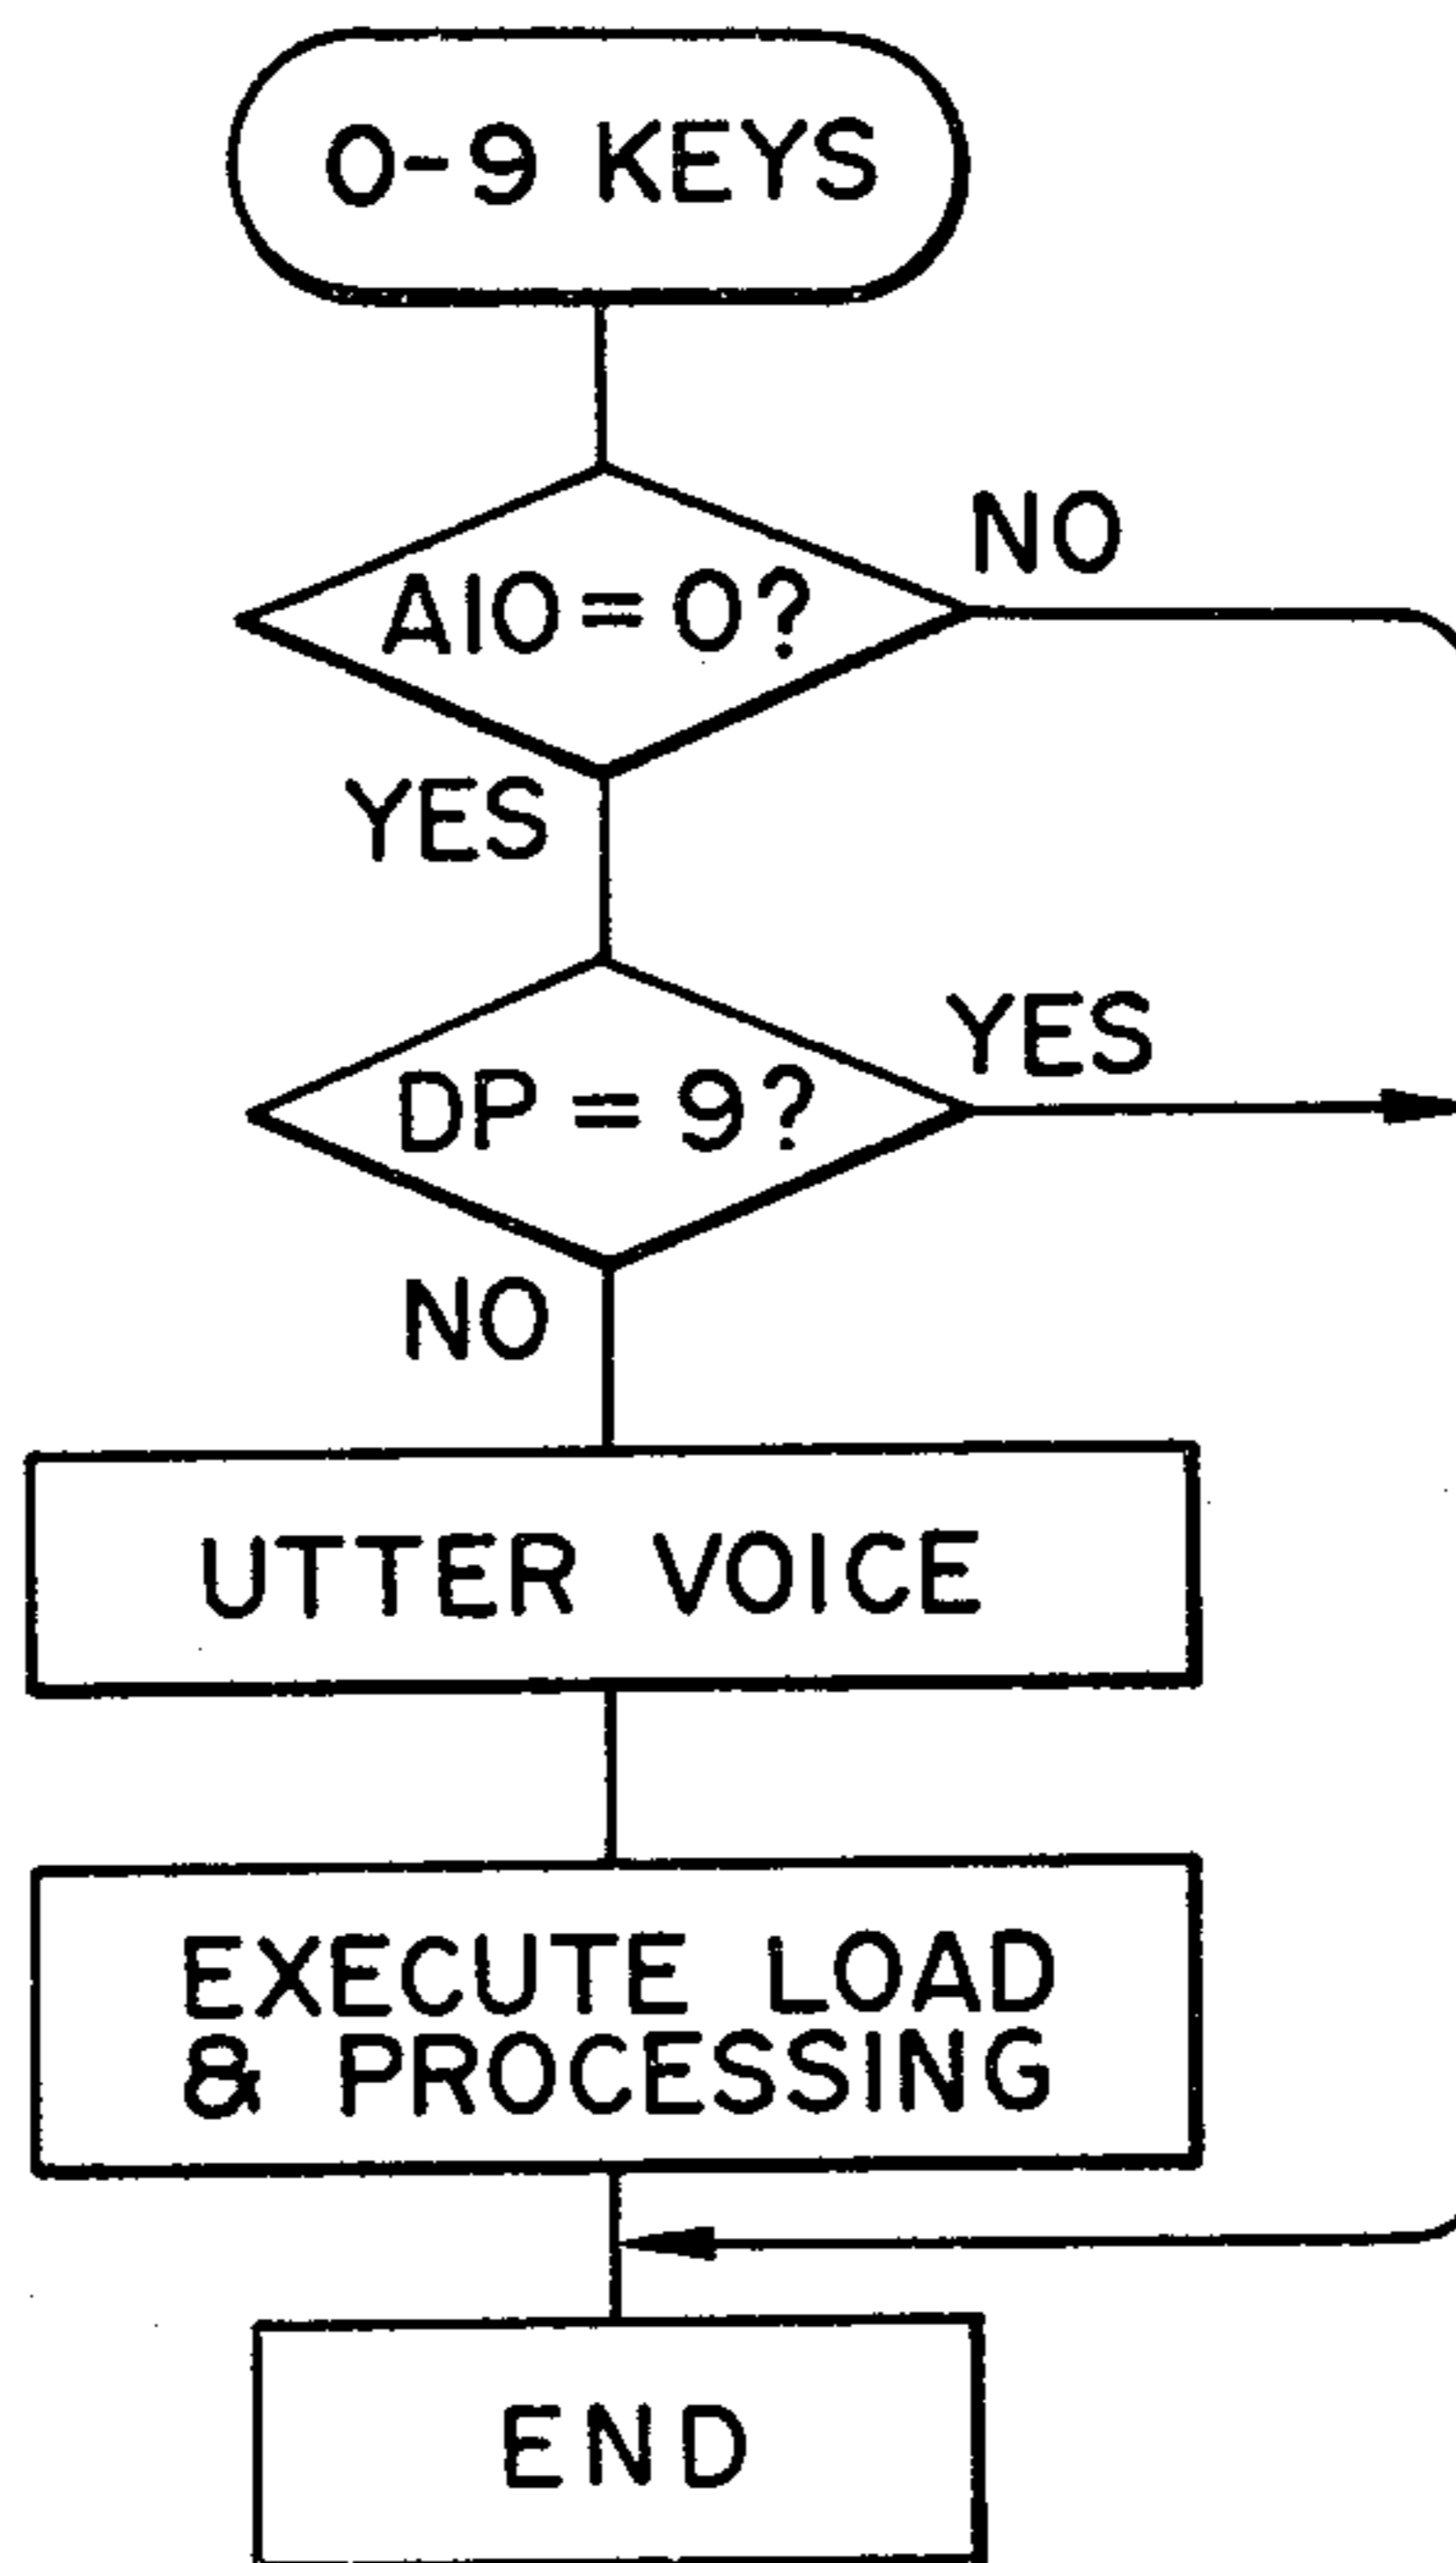 0-9 KEYS
A10=0?
NO
YES
DP=9?
YES
NO
UTTER VOICE
EXECUTE LOAD
& PROCESSING
END